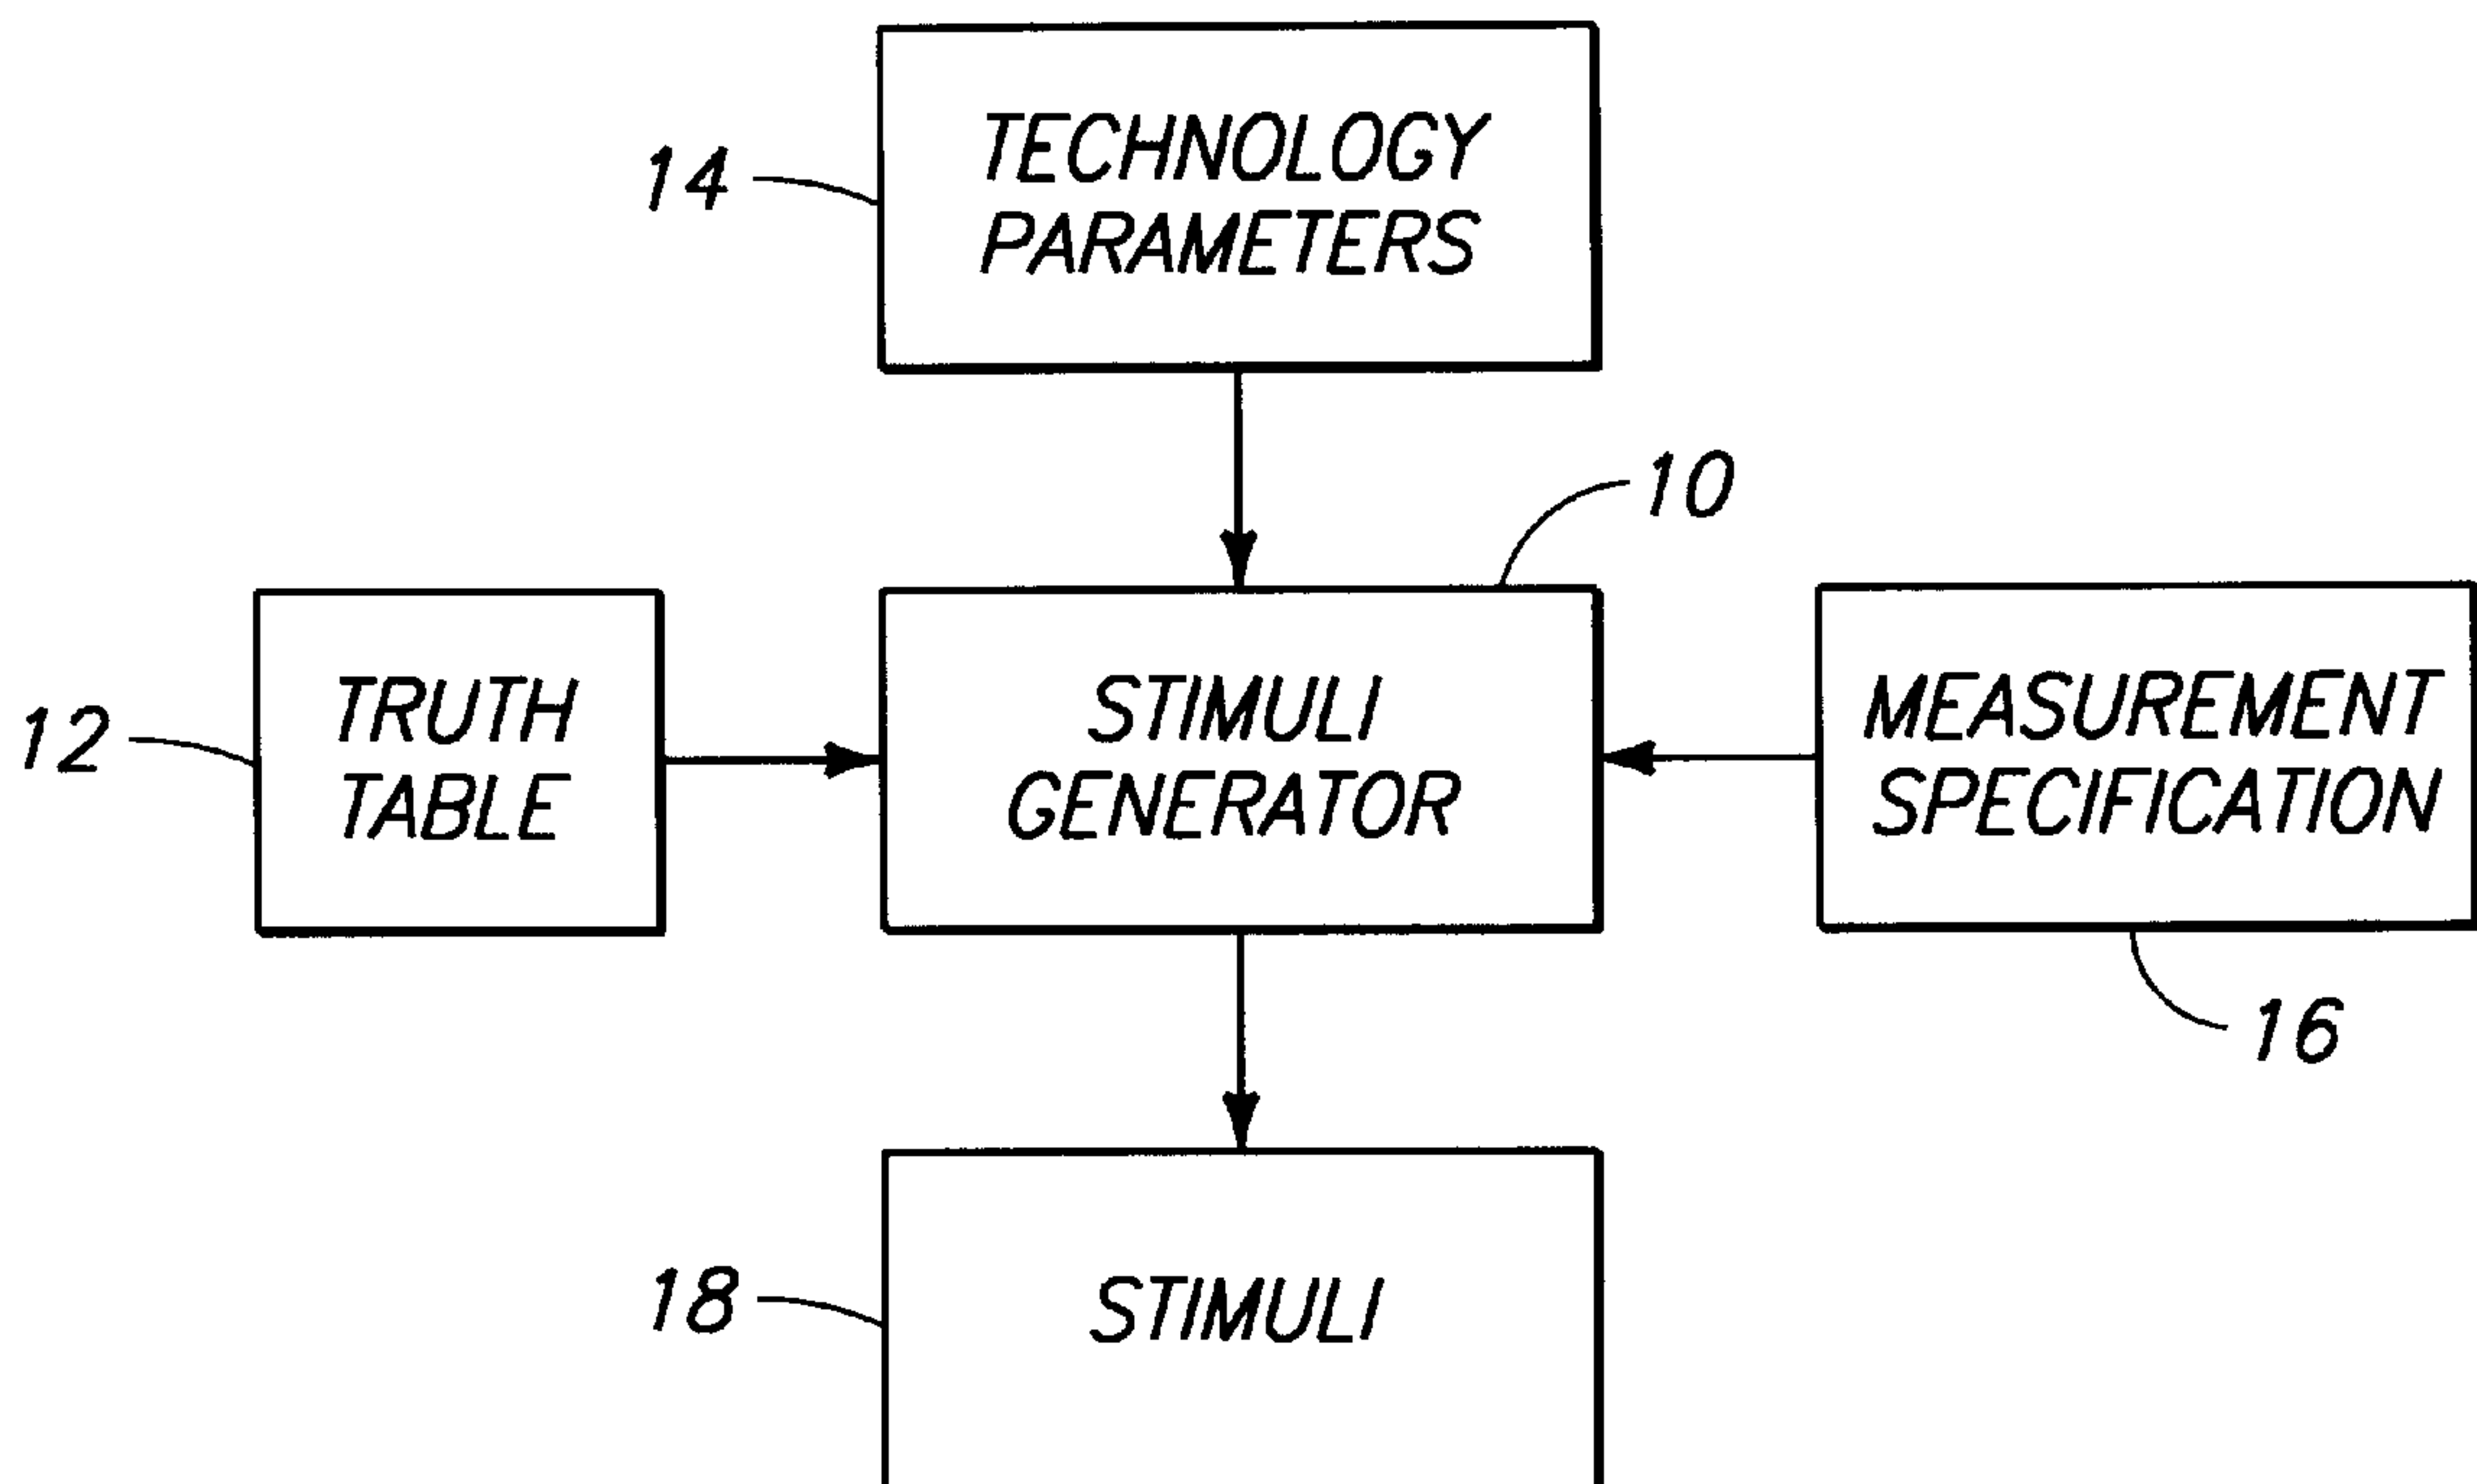 14
TECHNOLOGY
PARAMETERS
10
12
TRUTH
TABLE
STIMULI
GENERATOR
MEASUREMENT
SPECIFICATION
16
18
STIMULI